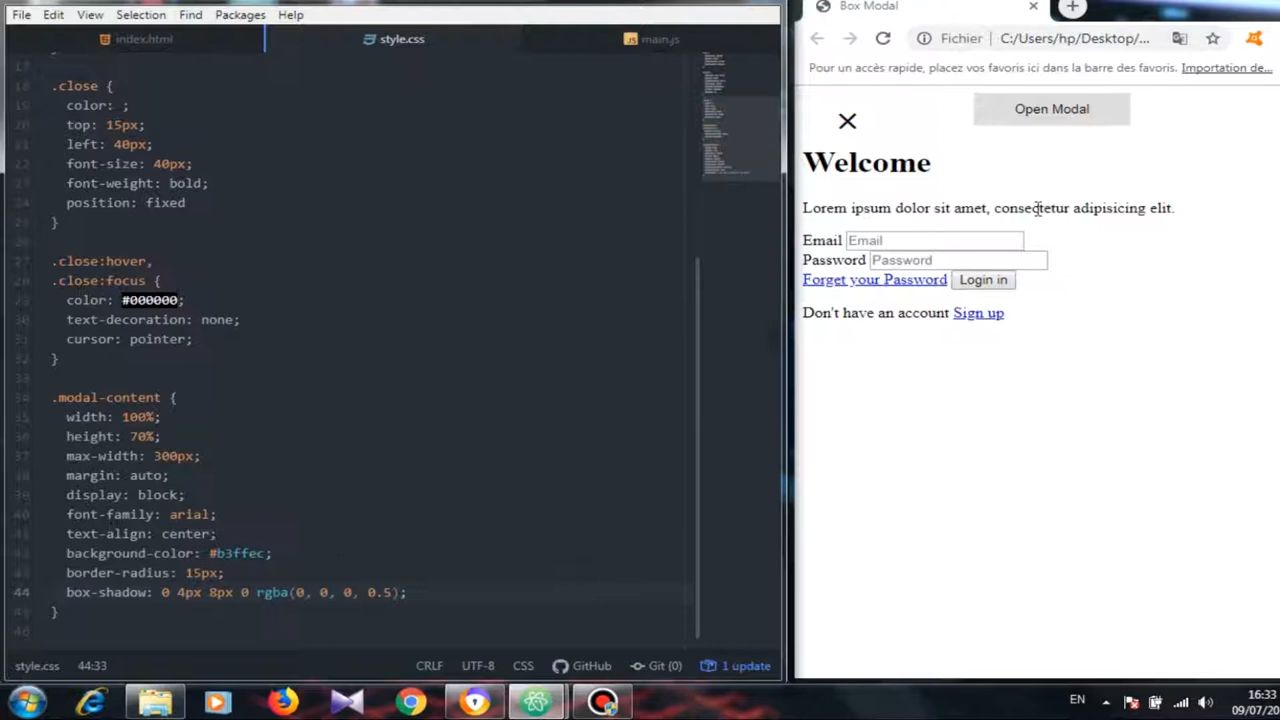 File Edit View Selection Find Packages Help
index.html
style.css
main.js
.close {
color: ;
top: 15px;
left: 40px;
font-size: 40px;
font-weight: bold;
position: fixed
}
.close:hover,
.close:focus {
color: #000000;
text-decoration: none;
cursor: pointer;
}
.modal-content {
width: 100%;
height: 70%;
max-width: 300px;
margin: auto;
display: block;
font-family: arial;
text-align: center;
background-color: #b3ffec;
border-radius: 15px;
44 box-shadow: 0 4px 8px 0 rgba(0, 0, 0, 0.5);
}
style.css 44:33 CRLF UTF-8 CSS GitHub Git (0) 1 update
Box Modal
Fichier C:/Users/hp/Desktop/...
Pour un accès rapide, placez vos favoris ici dans la barre des favoris. Importation de...
Open Modal
Welcome
Lorem ipsum dolor sit amet, consectetur adipisicing elit.
Email Email
Password Password
Forget your Password Login in
Don't have an account Sign up
EN
16:33
09/07/20